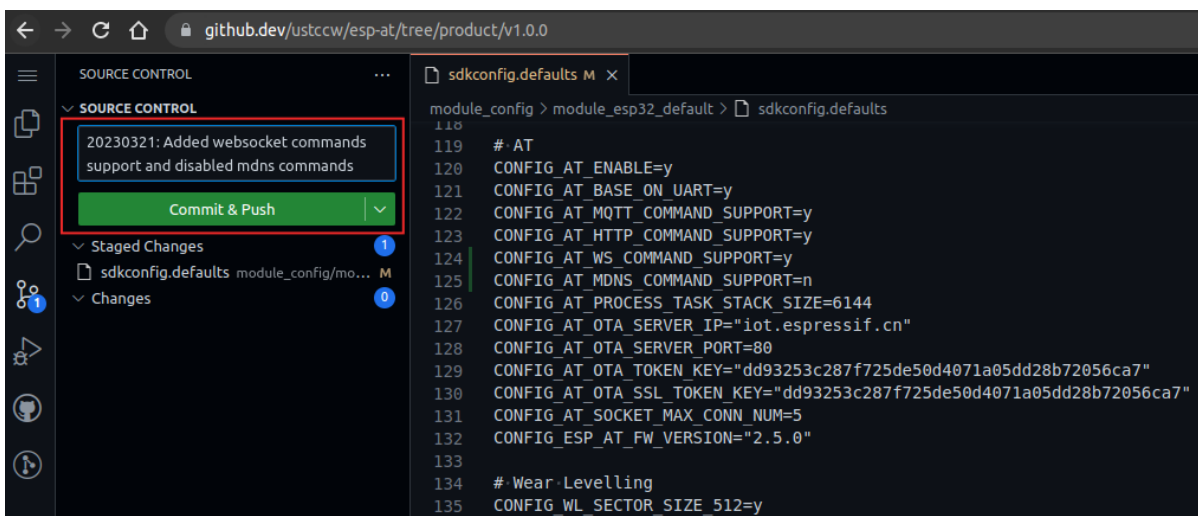 github.dev/ustccw/esp-at/tree/product/v1.0.0
SOURCE CONTROL
SOURCE CONTROL
20230321: Added websocket commands
support and disabled mdns commands
Commit & Push
Staged Changes 1
sdkconfig.defaults module_config/mo... M
Changes 0
1
sdkconfig.defaults M
module_config > module_esp32_default > sdkconfig.defaults
118
119 # AT
120 CONFIG_AT_ENABLE=y
121 CONFIG_AT_BASE_ON_UART=y
122 CONFIG_AT_MQTT_COMMAND_SUPPORT=y
123 CONFIG_AT_HTTP_COMMAND_SUPPORT=y
124 CONFIG_AT_WS_COMMAND_SUPPORT=y
125 CONFIG_AT_MDNS_COMMAND_SUPPORT=n
126 CONFIG_AT_PROCESS_TASK_STACK_SIZE=6144
127 CONFIG_AT_OTA_SERVER_IP="iot.espressif.cn"
128 CONFIG_AT_OTA_SERVER_PORT=80
129 CONFIG_AT_OTA_TOKEN_KEY="dd93253c287f725de50d4071a05dd28b72056ca7"
130 CONFIG_AT_OTA_SSL_TOKEN_KEY="dd93253c287f725de50d4071a05dd28b72056ca7"
131 CONFIG_AT_SOCKET_MAX_CONN_NUM=5
132 CONFIG_ESP_AT_FW_VERSION="2.5.0"
133
134 # Wear Levelling
135 CONFIG_WL_SECTOR_SIZE_512=y